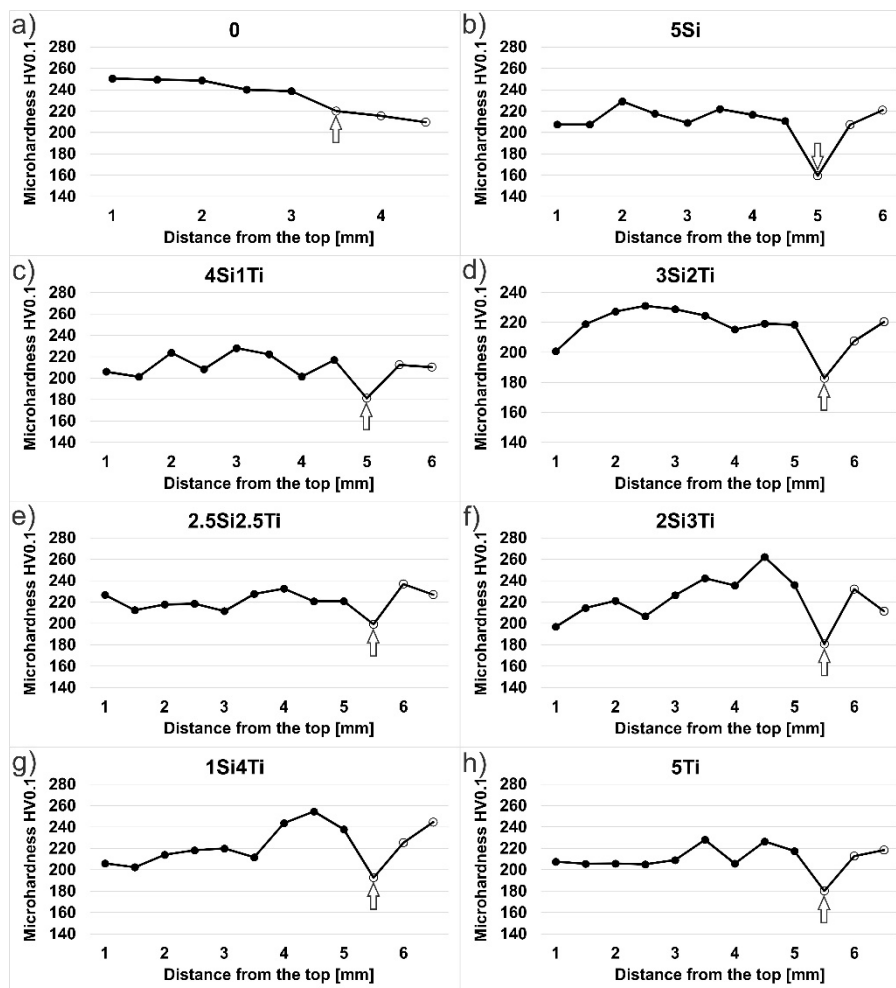 a)
0
Microhardness HV0.1
280
260
240
220
200
180
160
140
1 2 3 4
Distance from the top [mm]
b)
5Si
Microhardness HV0.1
280
260
240
220
200
180
160
140
1 2 3 4 5 6
Distance from the top [mm]
c)
4Si1Ti
Microhardness HV0.1
280
260
240
220
200
180
160
140
1 2 3 4 5 6
Distance from the top [mm]
d)
3Si2Ti
Microhardness HV0.1
240
220
200
180
160
140
1 2 3 4 5 6
Distance from the top [mm]
e)
2.5Si2.5Ti
Microhardness HV0.1
280
260
240
220
200
180
160
140
1 2 3 4 5 6
Distance from the top [mm]
f)
2Si3Ti
Microhardness HV0.1
280
260
240
220
200
180
160
140
1 2 3 4 5 6
Distance from the top [mm]
g)
1Si4Ti
Microhardness HV0.1
280
260
240
220
200
180
160
140
1 2 3 4 5 6
Distance from the top [mm]
h)
5Ti
Microhardness HV0.1
280
260
240
220
200
180
160
140
1 2 3 4 5 6
Distance from the top [mm]